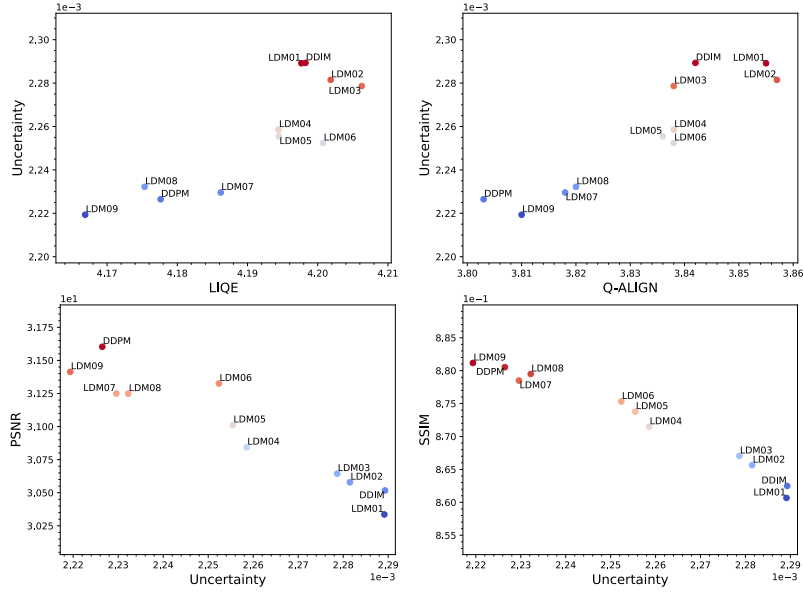 1e−3
2,30
2,28
2,26
2,24
2,22
2,20
Uncertainty
LDM01
DDIM
LDM02
LDM03
LDM04
LDM05
LDM06
LDM08
LDM07
DDPM
LDM09
4.17
4.18
4.19
4.20
4.21
LIQE
1e−3
2,30
2,28
2,26
2,24
2,22
2,20
Uncertainty
DDIM
LDM01
LDM02
LDM03
LDM04
LDM05
LDM06
LDM08
LDM07
DDPM
LDM09
3.80
3.81
3.82
3.83
3.84
3.85
3.86
Q-ALIGN
1e1
3,175
3,150
3,125
3,100
3,075
3,050
3,025
PSNR
DDPM
LDM09
LDM07
LDM08
LDM06
LDM05
LDM04
LDM03
LDM02
DDIM
LDM01
2,22
2,23
2,24
2,25
2,26
2,27
2,28
2,29
1e−3
Uncertainty
1e−1
8,80
8,75
8,70
8,65
8,60
8,55
SSIM
LDM09
DDPM
LDM08
LDM07
LDM06
LDM05
LDM04
LDM03
LDM02
DDIM
LDM01
2,22
2,23
2,24
2,25
2,26
2,27
2,28
2,29
1e−3
Uncertainty